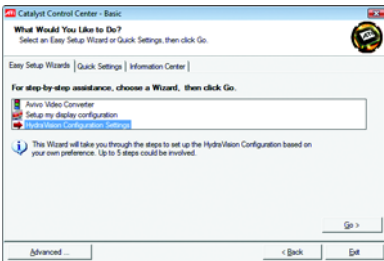 Catalyst Control Center - Basic
What Would You Like to Do?
Select an Easy Setup Wizard or Quick Settings, then click Go.
Easy Setup Wizards Quick Settings Information Center
For step-by-step assistance, choose a Wizard, then click Go.
Avivo Video Converter
Setup my display configuration
HydraVision Configuration Settings
This Wizard will take you through the steps to set up the HydraVision Configuration based on
your own preference. Up to 5 steps could be involved.
Go >
Advanced ... < Back Exit